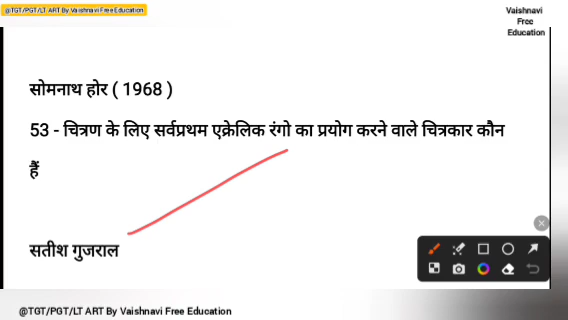 @TGT/PGT/LT ART By Vaishnavi Free Education
Vaishnavi
Free
Education
सोमनाथ होर ( 1968 )
53 - चित्रण के लिए सर्वप्रथम एक्रेलिक रंगो का प्रयोग करने वाले चित्रकार कौन
हैं
सतीश गुजराल
@TGT/PGT/LT ART By Vaishnavi Free Education